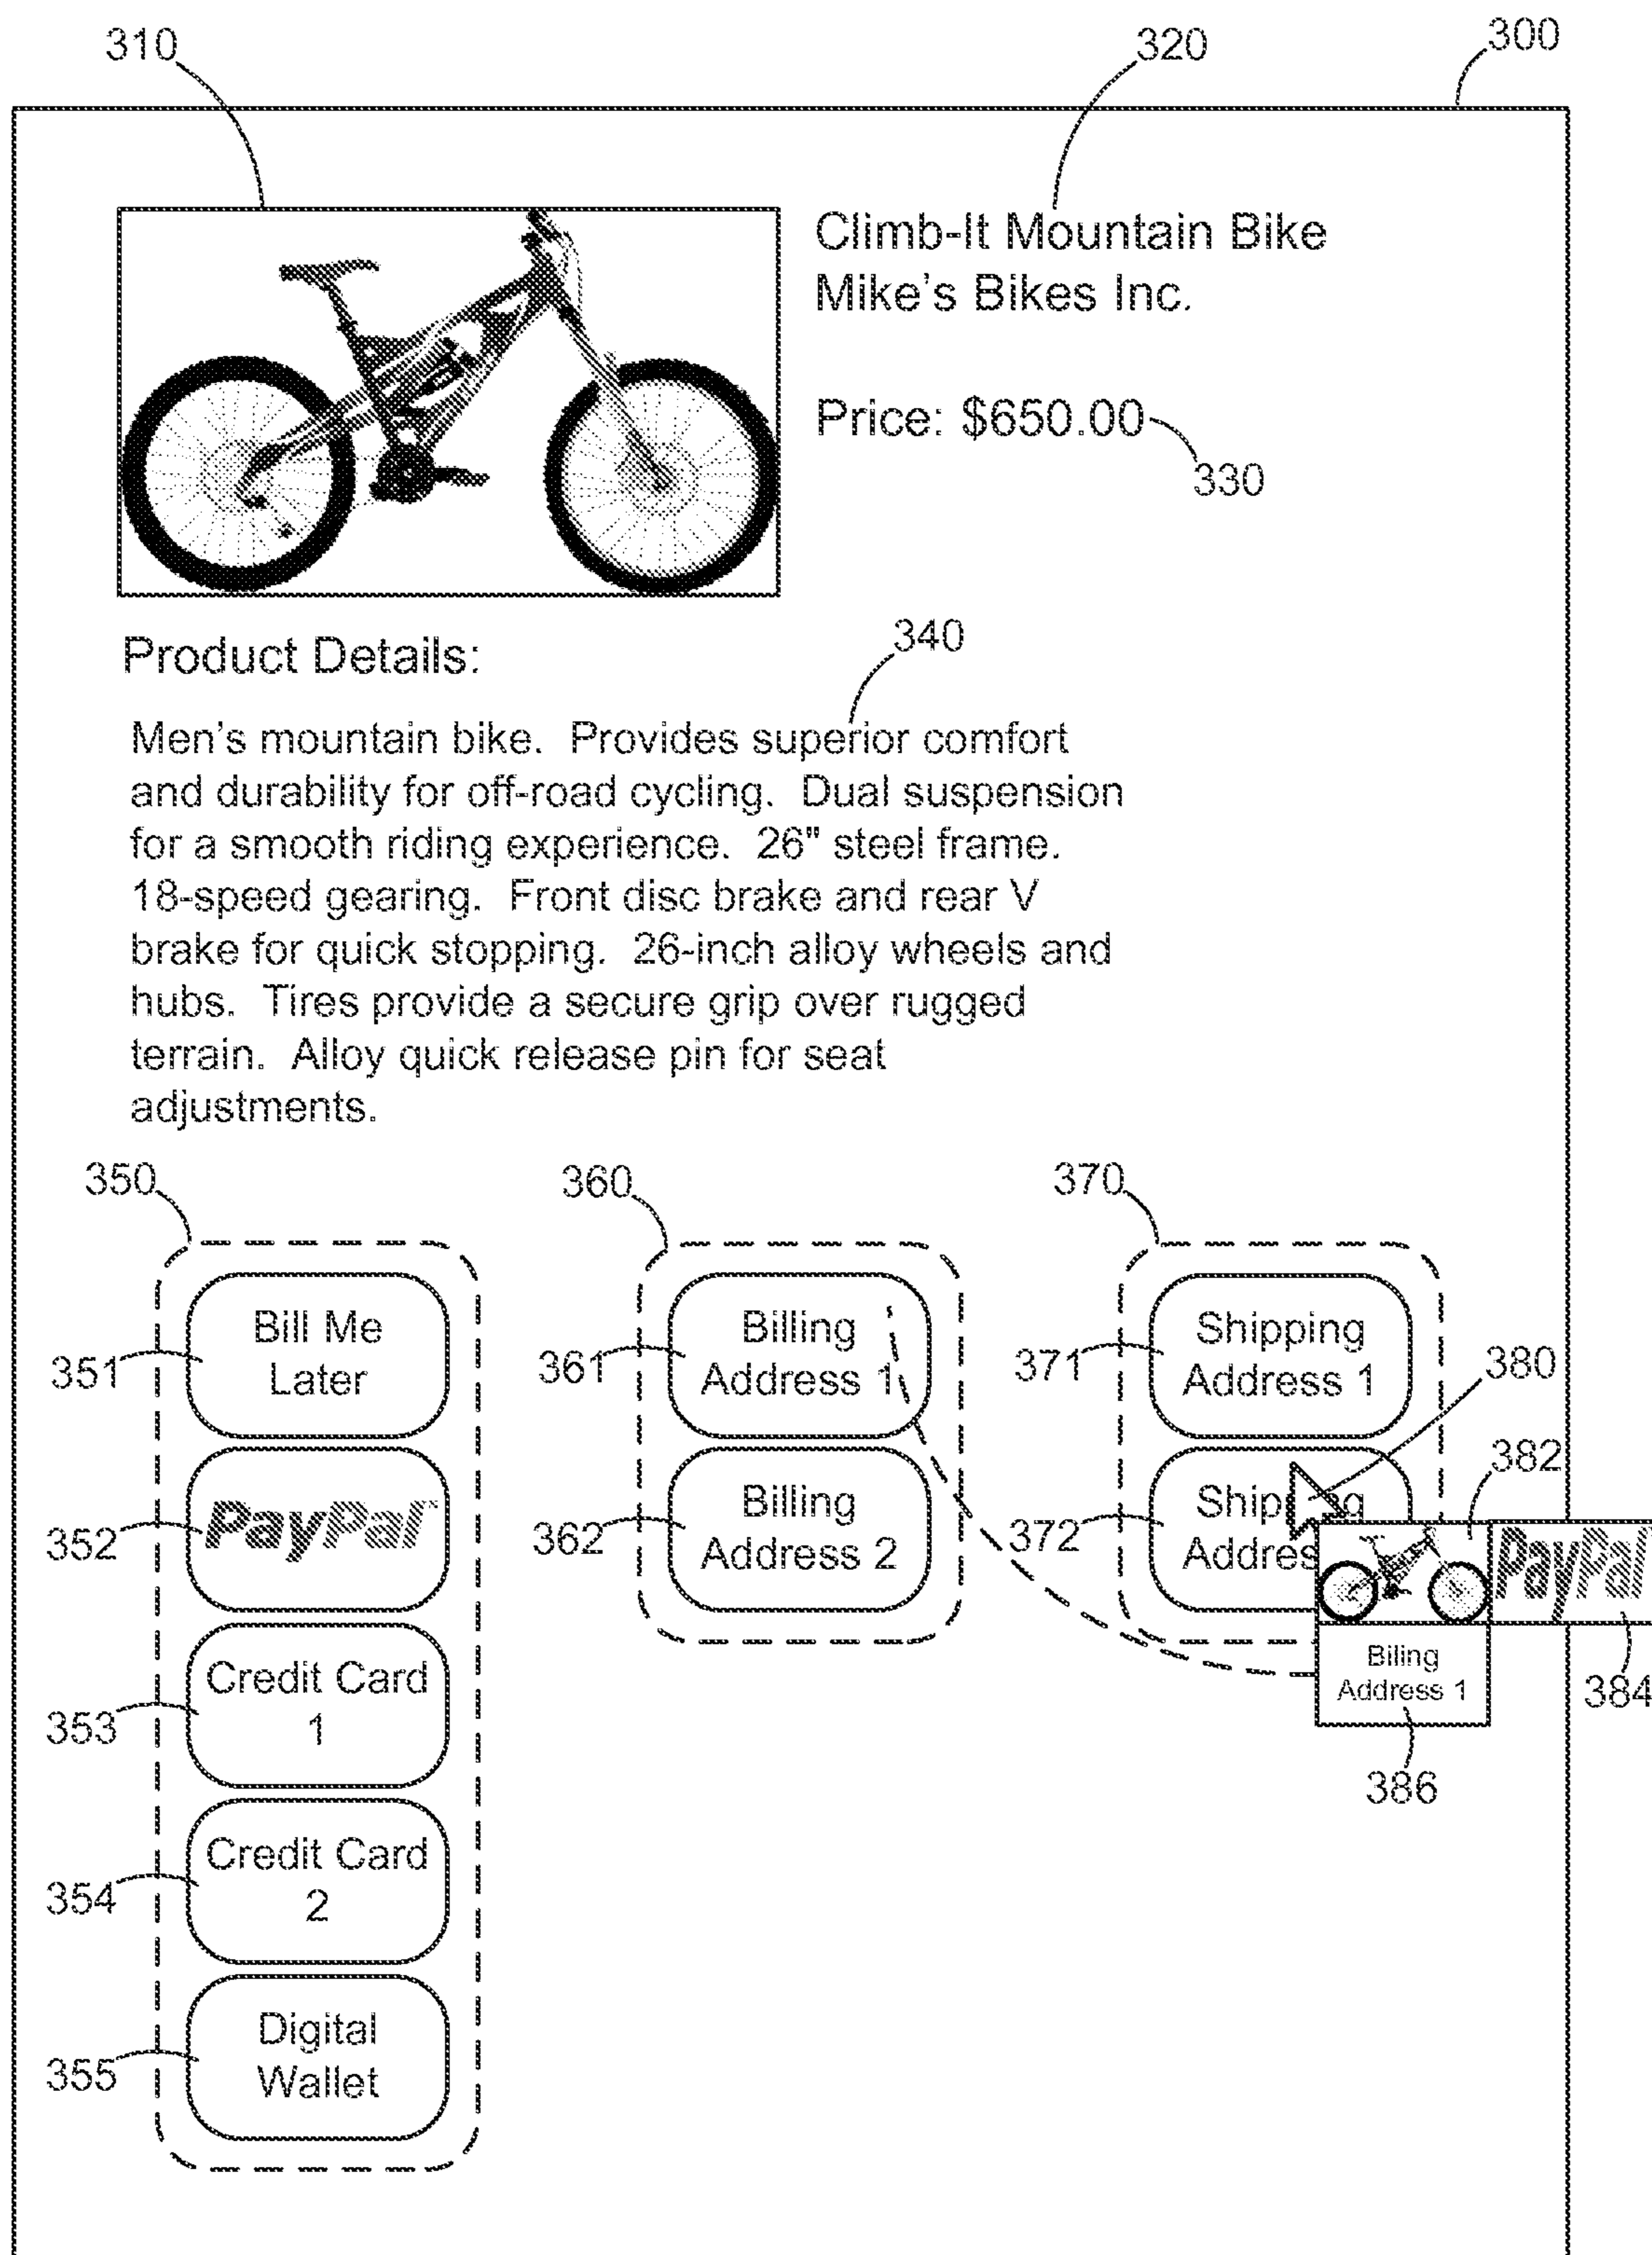 310
320
300
Climb-It Mountain Bike
Mike's Bikes Inc.
Price: $650.00
330
Product Details:
340
Men's mountain bike. Provides superior comfort
and durability for off-road cycling. Dual suspension
for a smooth riding experience. 26" steel frame.
18-speed gearing. Front disc brake and rear V
brake for quick stopping. 26-inch alloy wheels and
hubs. Tires provide a secure grip over rugged
terrain. Alloy quick release pin for seat
adjustments.
350
360
370
Bill Me
Later
351
PayPal™
352
Credit Card
1
353
Credit Card
2
354
Digital
Wallet
355
Billing
Address 1
361
Billing
Address 2
362
Shipping
Address 1
371
380
382
Shipping
Addres
372
PayPal
384
Biling
Address 1
386